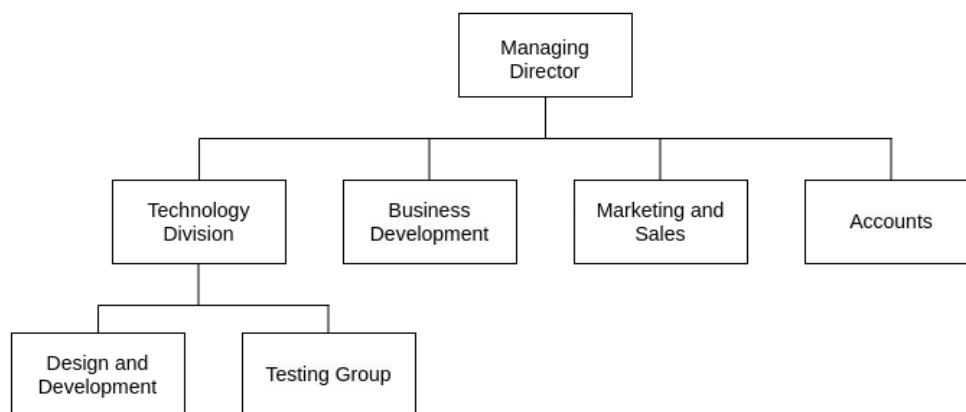 Managing
Director
Technology
Division
Business
Development
Marketing and
Sales
Accounts
Design and
Development
Testing Group